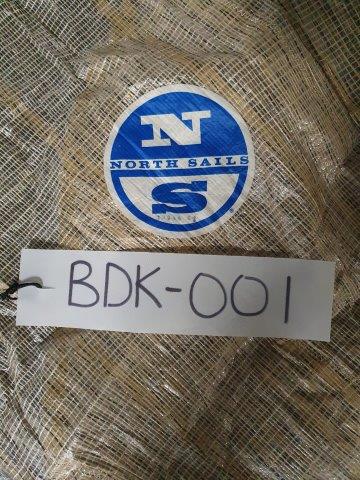 N
NORTH SAILS
S
BDK-001